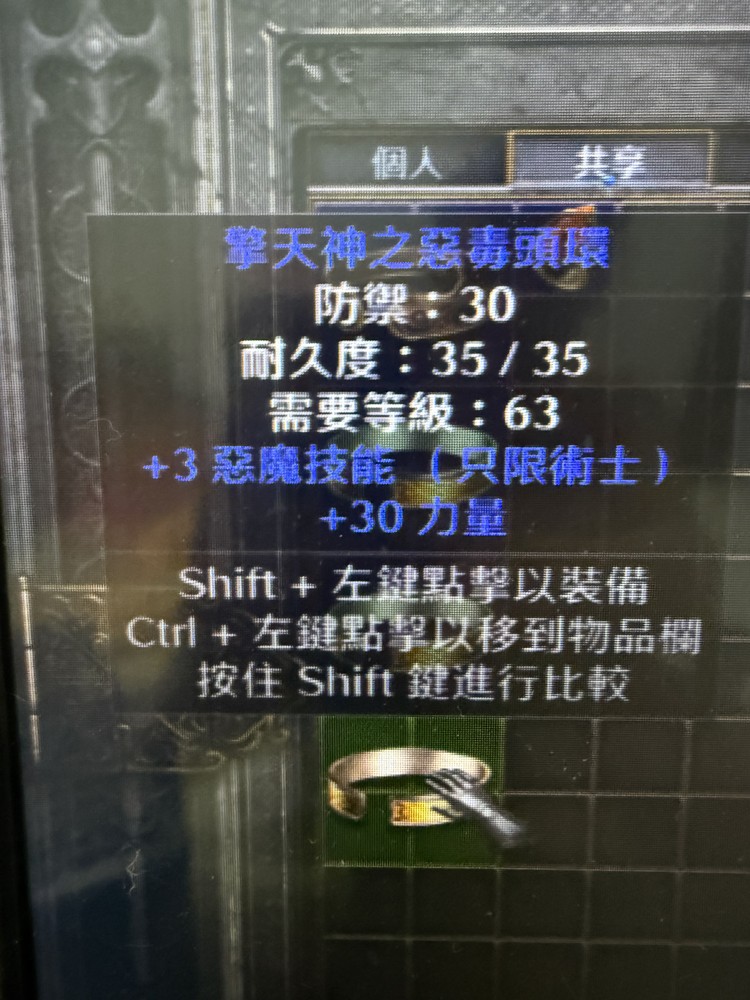 個人
共享
擎天神之惡毒頭環
防禦：30
耐久度：35 / 35
需要等級：63
+3 惡魔技能 （只限術士）
+30 力量
Shift + 左鍵點擊以裝備
Ctrl + 左鍵點擊以移到物品欄
按住 Shift 鍵進行比較